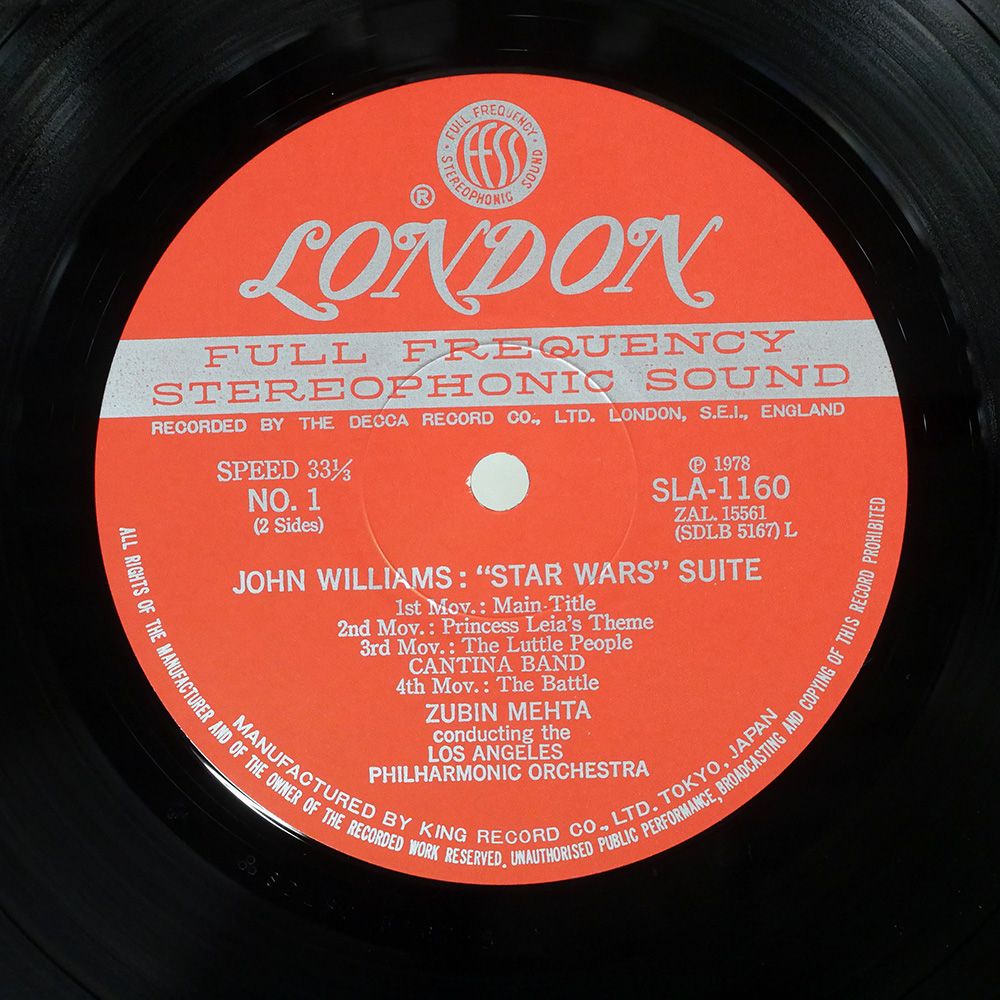 FULL FREQUENCY
FFSS
STEREOPHONIC SOUND
®
LONDON
FULL FREQUENCY
STEREOPHONIC SOUND
RECORDED BY THE DECCA RECORD CO., LTD. LONDON, S.E.I., ENGLAND
SPEED 33⅓
NO. 1
(2 Sides)
℗ 1978
SLA-1160
ZAL. 15561
(SDLB 5167) L
JOHN WILLIAMS: "STAR WARS" SUITE
1st Mov.: Main-Title
2nd Mov.: Princess Leia's Theme
3rd Mov.: The Luttle People
CANTINA BAND
4th Mov.: The Battle
ZUBIN MEHTA
conducting the
LOS ANGELES
PHILHARMONIC ORCHESTRA
MANUFACTURED BY KING RECORD CO., LTD. TOKYO. JAPAN
ALL RIGHTS OF THE MANUFACTURER AND OF THE OWNER OF THE RECORDED WORK RESERVED. UNAUTHORISED PUBLIC PERFORMANCE, BROADCASTING AND COPYING OF THIS RECORD PROHIBITED